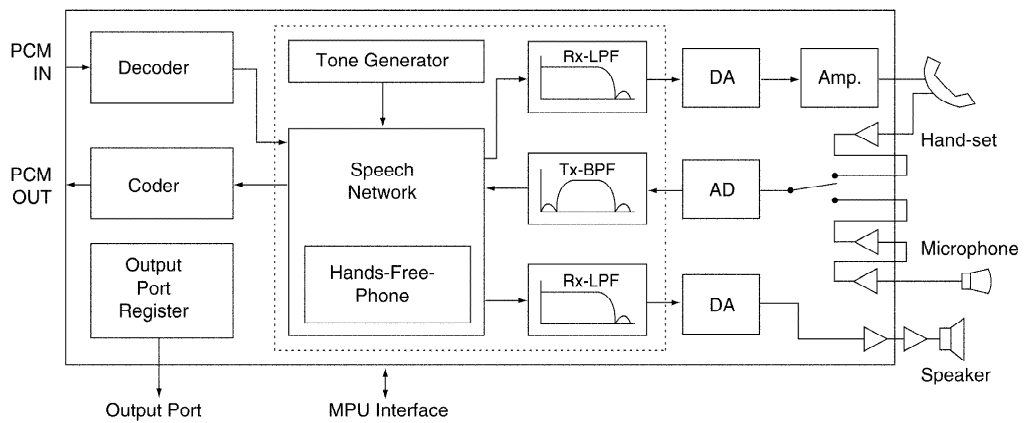 PCM
IN
Decoder
Tone Generator
Rx-LPF
DA
Amp.
Hand-set
PCM
OUT
Coder
Speech
Network
Tx-BPF
AD
Microphone
Output
Port
Register
Hands-Free-
Phone
Rx-LPF
DA
Speaker
Output Port
MPU Interface